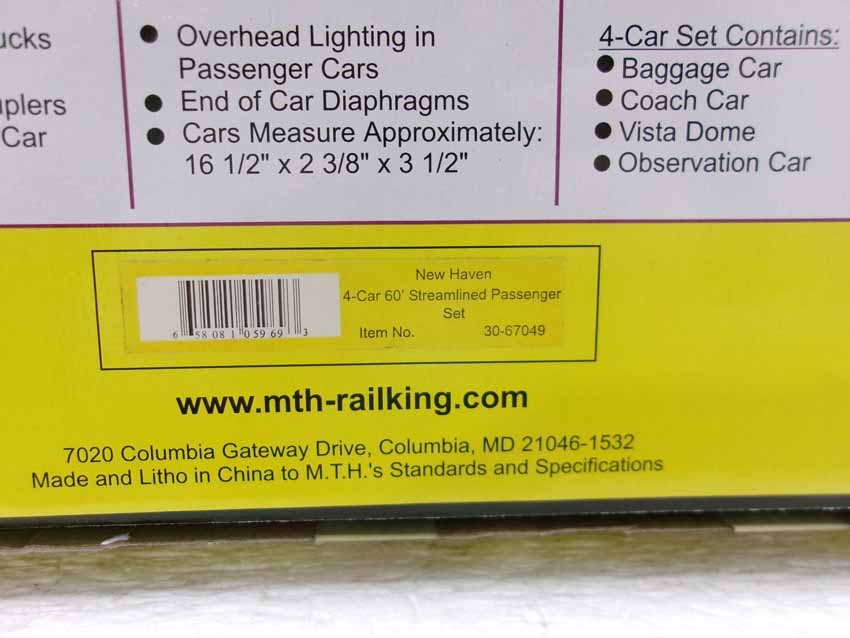 ucks
plers
Car
Overhead Lighting in
Passenger Cars
End of Car Diaphragms
Cars Measure Approximately:
16 1/2" x 2 3/8" x 3 1/2"
4-Car Set Contains:
Baggage Car
Coach Car
Vista Dome
Observation Car
New Haven
4-Car 60' Streamlined Passenger
Set
Item No. 30-67049
6 58081 05969 3
www.mth-railking.com
7020 Columbia Gateway Drive, Columbia, MD 21046-1532
Made and Litho in China to M.T.H.'s Standards and Specifications